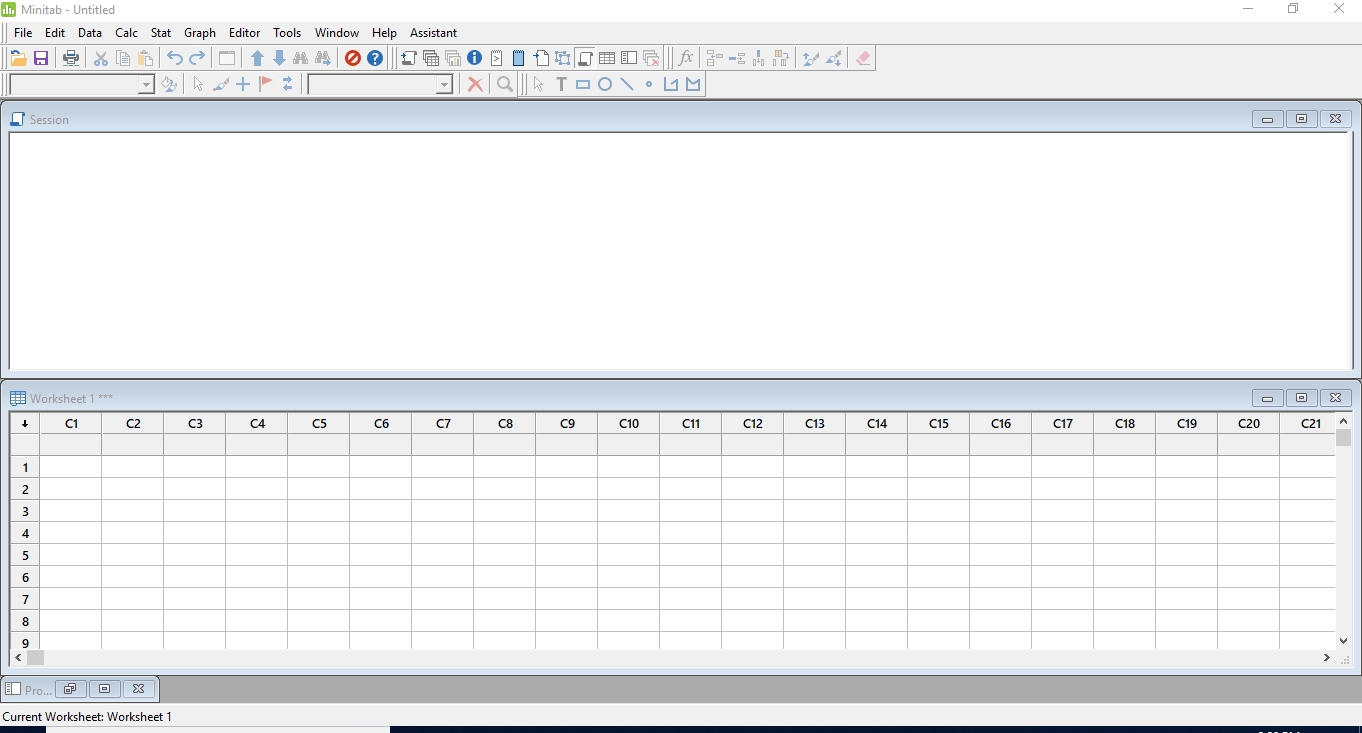 Minitab - Untitled
File Edit Data Calc Stat Graph Editor Tools Window Help Assistant
Session
Worksheet 1 ***
C1 C2 C3 C4 C5 C6 C7 C8 C9 C10 C11 C12 C13 C14 C15 C16 C17 C18 C19 C20 C21
1
2
3
4
5
6
7
8
9
Pro...
Current Worksheet: Worksheet 1